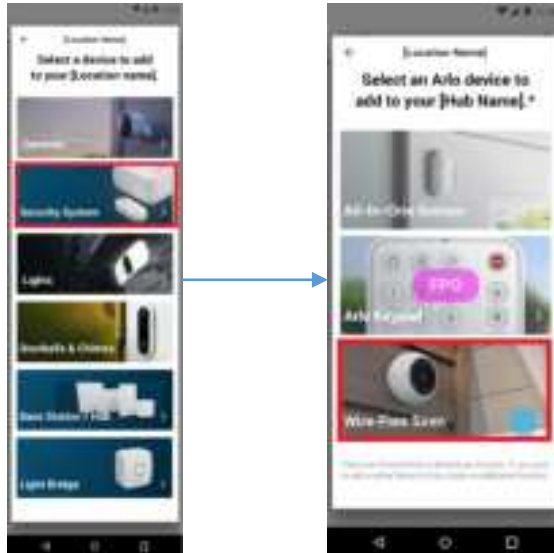 [Location Name]
Select a device to add
to your [Location name].
Cameras
Security System
Lights
Doorbells & Chimes
Base Station / Hub
Light Bridge
[Location Name]
Select an Arlo device to
add to your [Hub Name].*
All-In-One Sensor
FPO
Arlo Keypad
Wire-Free Siren